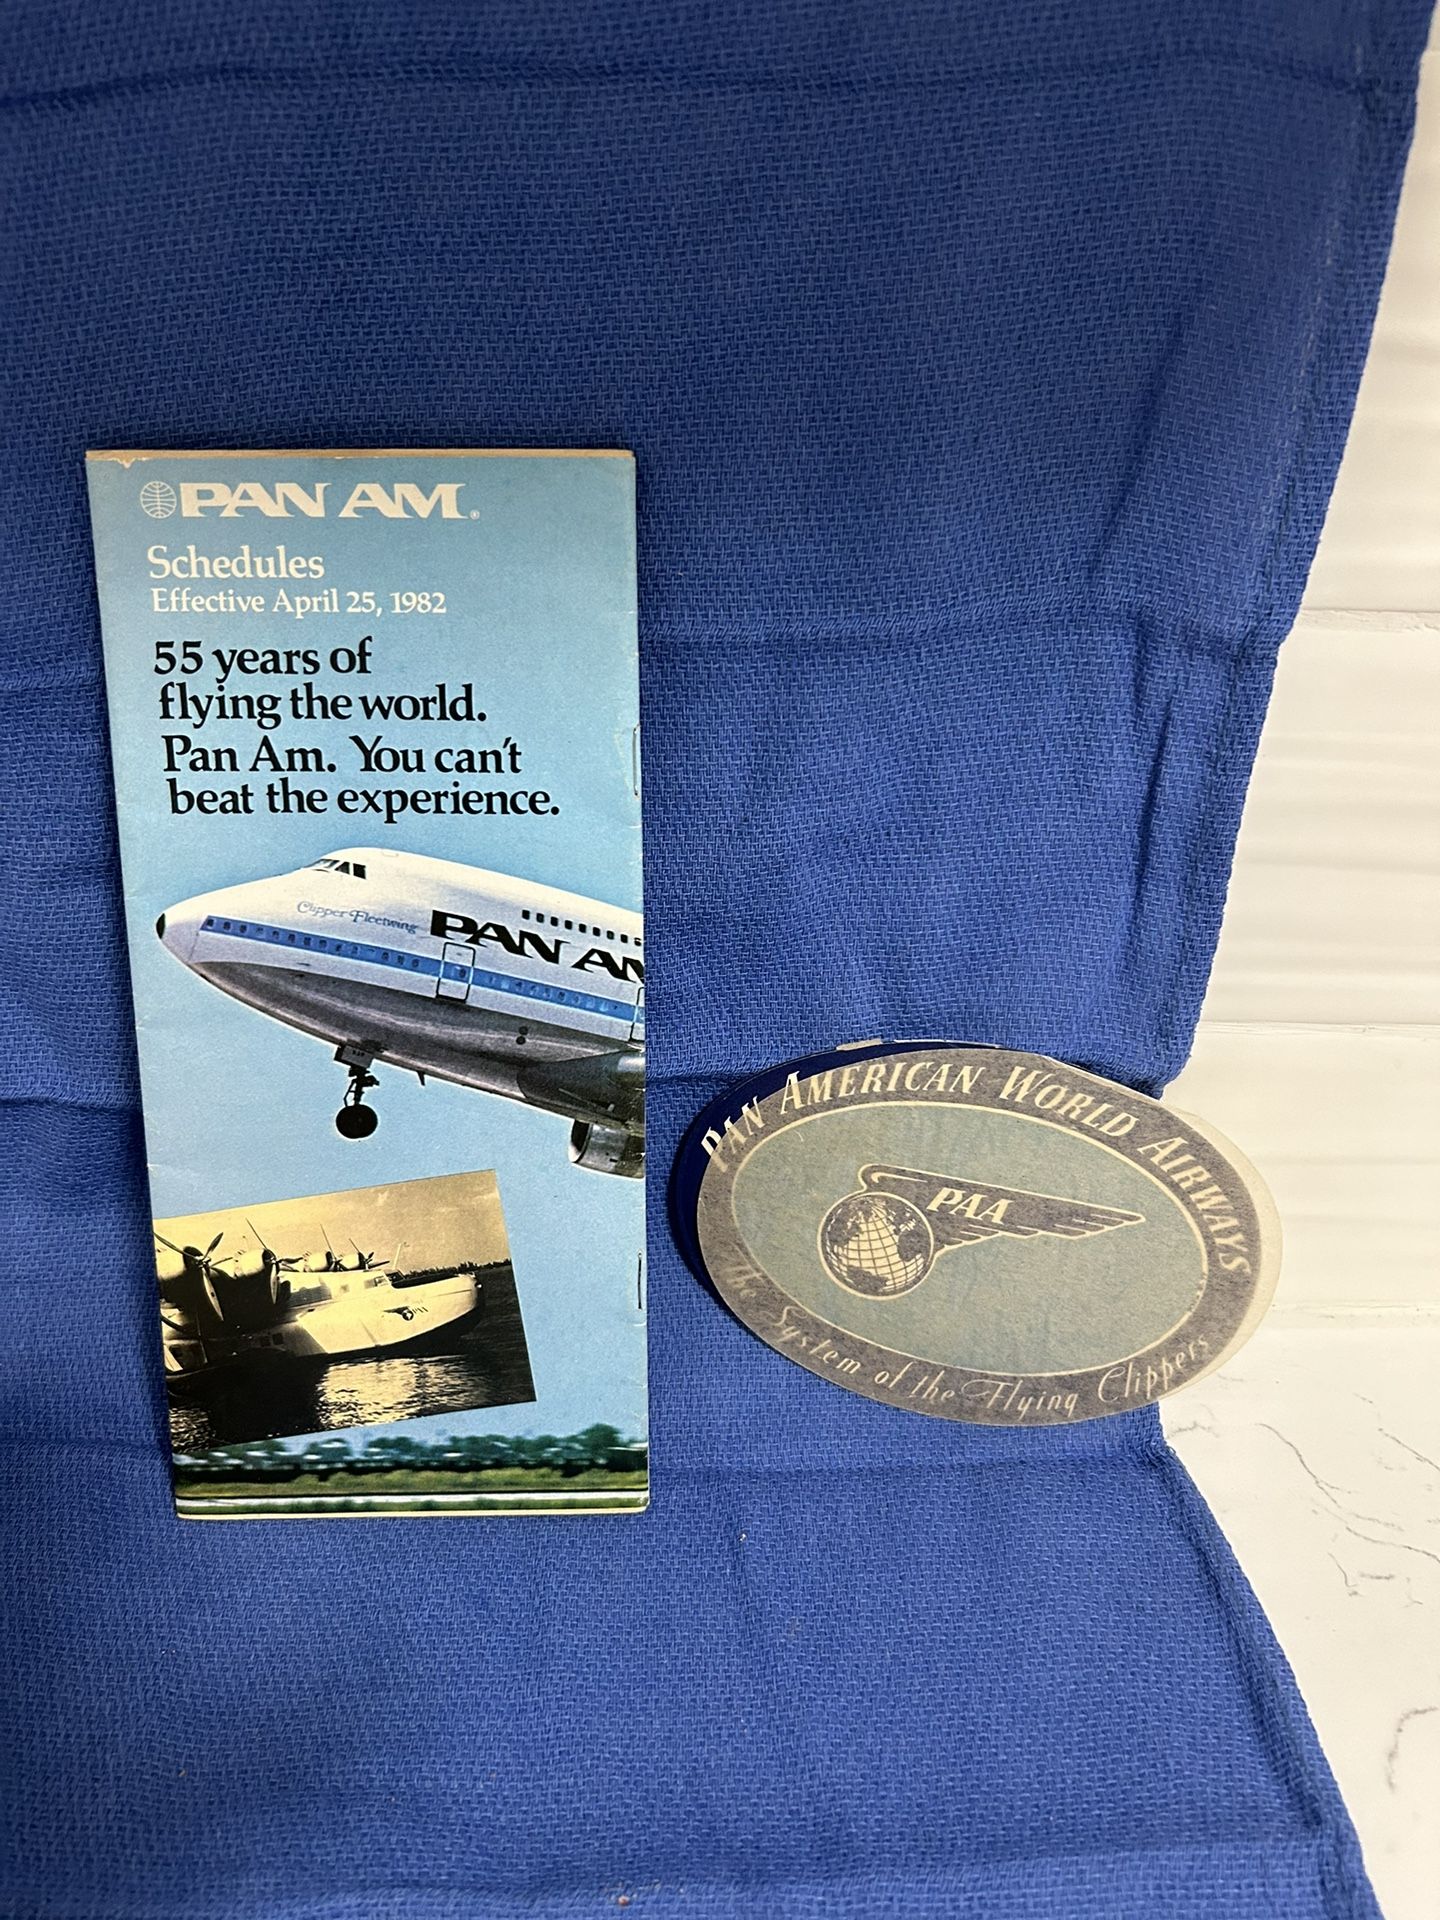 PAN AM®
Schedules
Effective April 25, 1982
55 years of
flying the world.
Pan Am. You can't
beat the experience.
Clipper Fleetwing
PAN AM
PAN AMERICAN WORLD AIRWAYS
PAA
The System of the Flying Clippers